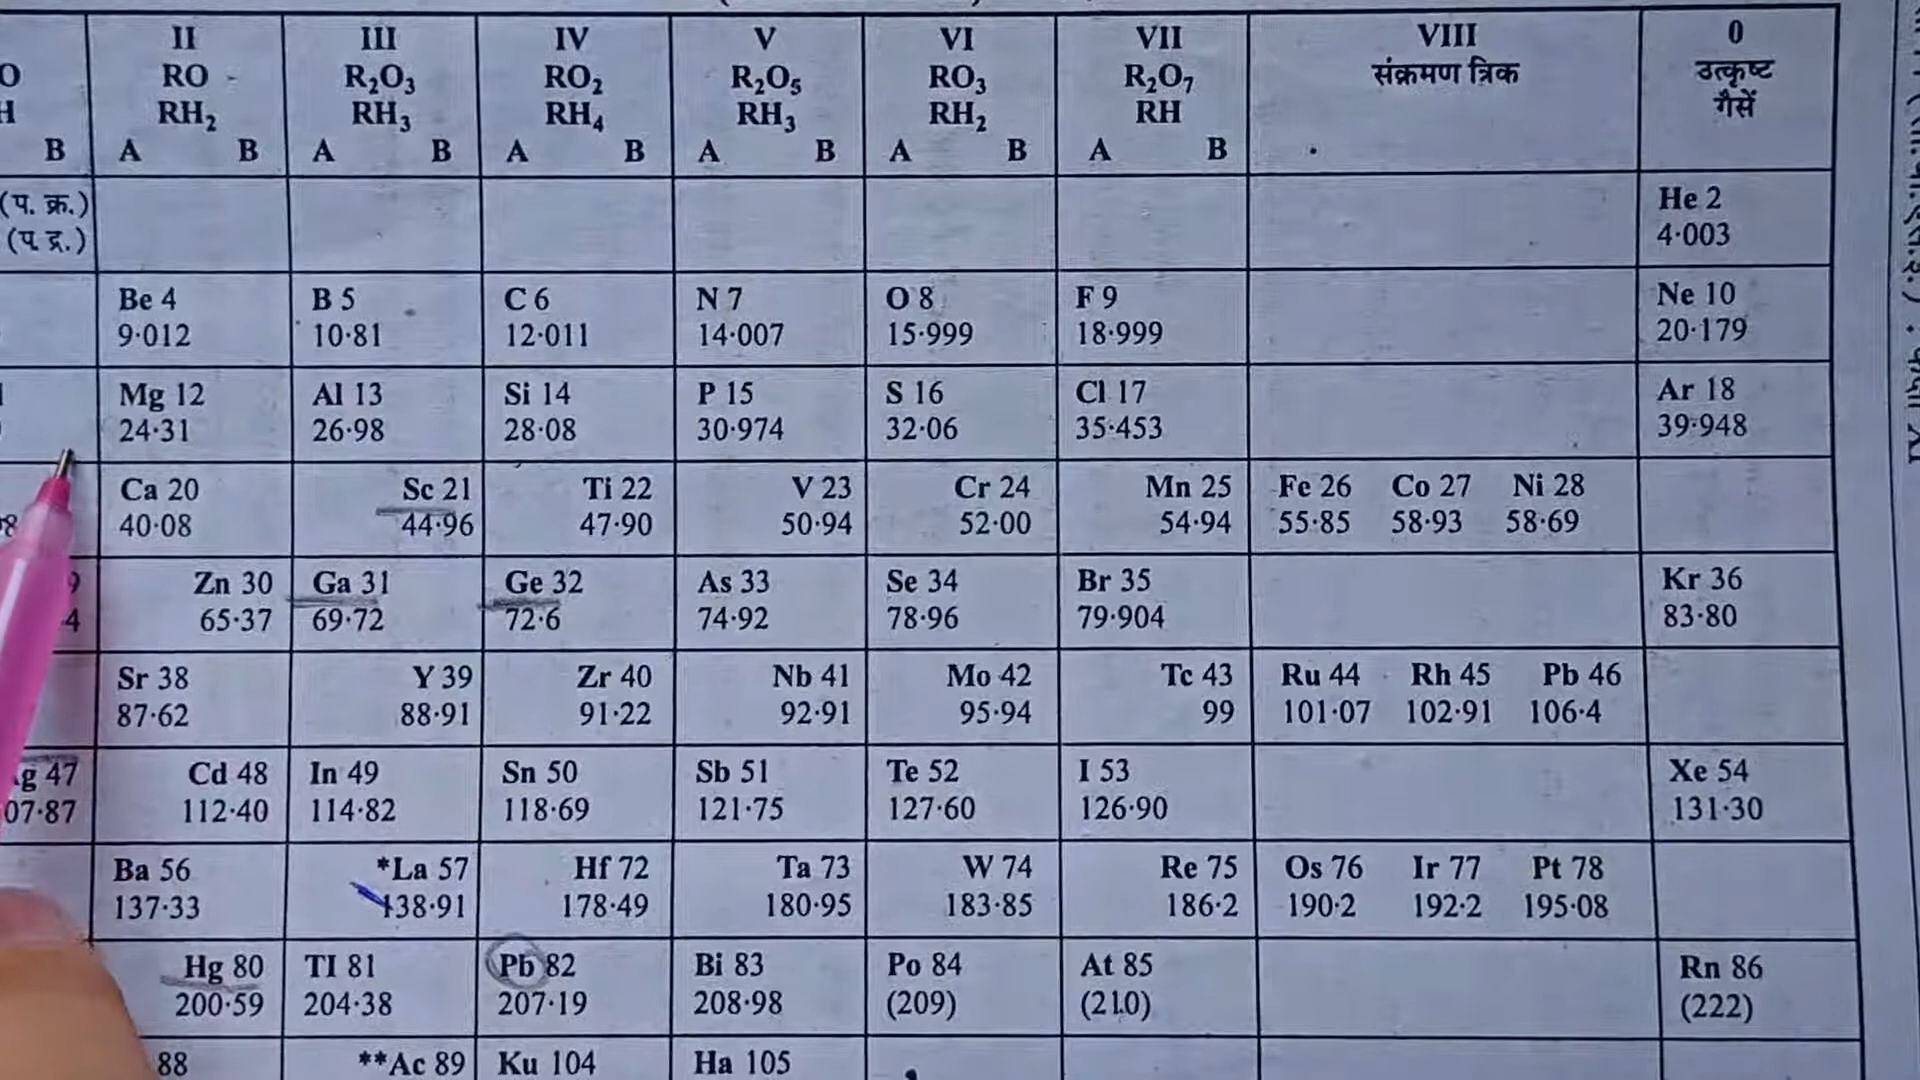 II III IV V VI VII VIII 0
O RO R₂O₃ RO₂ R₂O₅ RO₃ R₂O₇ संक्रमण त्रिक उत्कृष्ट
H RH₂ RH₃ RH₄ RH₃ RH₂ RH गैसें
B A B A B A B A B A B A B
(प. क्र.) He 2
(प. द्र.) 4·003
Be 4 B 5 C 6 N 7 O 8 F 9 Ne 10
9·012 10·81 12·011 14·007 15·999 18·999 20·179
Mg 12 Al 13 Si 14 P 15 S 16 Cl 17 Ar 18
24·31 26·98 28·08 30·974 32·06 35·453 39·948
Ca 20 Sc 21 Ti 22 V 23 Cr 24 Mn 25 Fe 26 Co 27 Ni 28
40·08 44·96 47·90 50·94 52·00 54·94 55·85 58·93 58·69
9 Zn 30 Ga 31 Ge 32 As 33 Se 34 Br 35 Kr 36
4 65·37 69·72 72·6 74·92 78·96 79·904 83·80
Sr 38 Y 39 Zr 40 Nb 41 Mo 42 Tc 43 Ru 44 Rh 45 Pb 46
87·62 88·91 91·22 92·91 95·94 99 101·07 102·91 106·4
g 47 Cd 48 In 49 Sn 50 Sb 51 Te 52 I 53 Xe 54
07·87 112·40 114·82 118·69 121·75 127·60 126·90 131·30
Ba 56 *La 57 Hf 72 Ta 73 W 74 Re 75 Os 76 Ir 77 Pt 78
137·33 138·91 178·49 180·95 183·85 186·2 190·2 192·2 195·08
Hg 80 TI 81 Pb 82 Bi 83 Po 84 At 85 Rn 86
200·59 204·38 207·19 208·98 (209) (210) (222)
88 **Ac 89 Ku 104 Ha 105